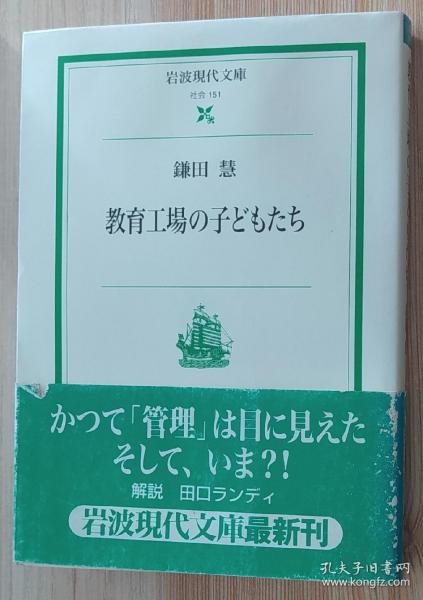 岩波現代文庫
社会 151
鎌田 慧
教育工場の子どもたち
かつて「管理」は目に見えた
そして、いま?!
解説 田口ランディ
岩波現代文庫最新刊
孔夫子旧书网
www.kongfz.com